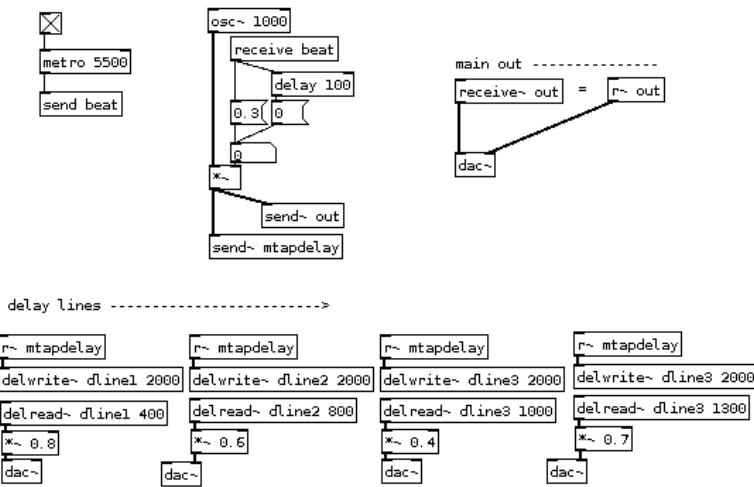 metro 5500
send beat
osc~ 1000
receive beat
delay 100
0.3
0
0
*~
send~ out
send~ mtapdelay
main out ---------------
receive~ out = r~ out
dac~
delay lines -------------------------->
r~ mtapdelay
delwrite~ dline1 2000
delread~ dline1 400
*~ 0.8
dac~
r~ mtapdelay
delwrite~ dline2 2000
delread~ dline2 800
*~ 0.6
dac~
r~ mtapdelay
delwrite~ dline3 2000
delread~ dline3 1000
*~ 0.4
dac~
r~ mtapdelay
delwrite~ dline3 2000
delread~ dline3 1300
*~ 0.7
dac~